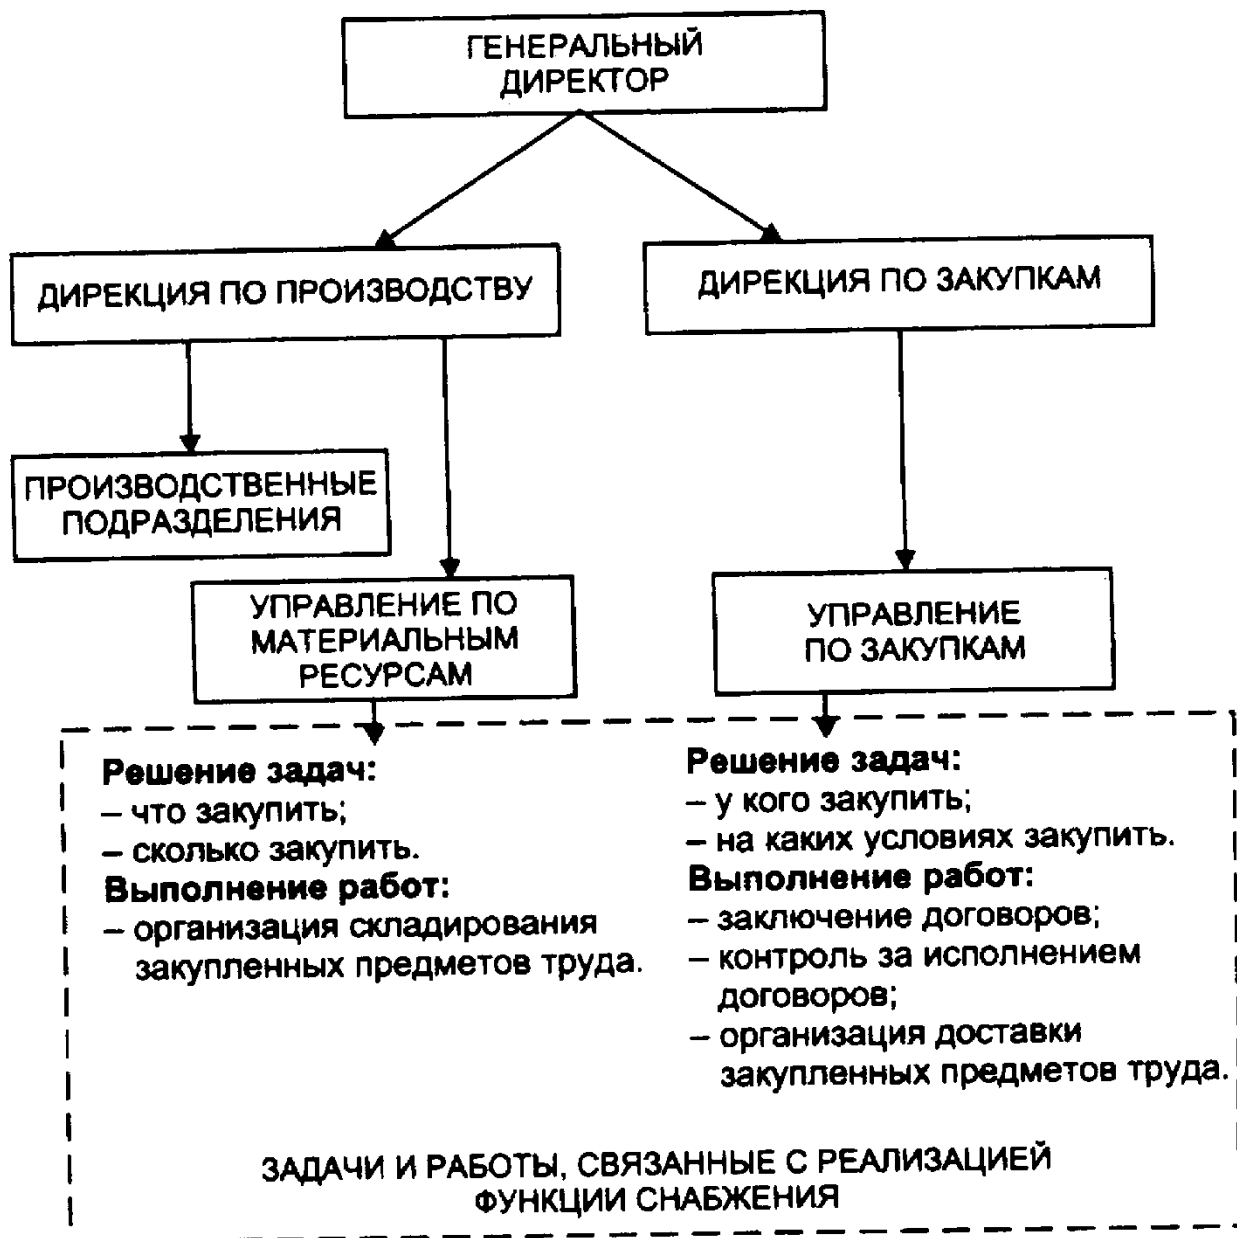 ГЕНЕРАЛЬНЫЙ
ДИРЕКТОР
ДИРЕКЦИЯ ПО ПРОИЗВОДСТВУ
ДИРЕКЦИЯ ПО ЗАКУПКАМ
ПРОИЗВОДСТВЕННЫЕ
ПОДРАЗДЕЛЕНИЯ
УПРАВЛЕНИЕ ПО
МАТЕРИАЛЬНЫМ
РЕСУРСАМ
УПРАВЛЕНИЕ
ПО ЗАКУПКАМ
Решение задач:
– что закупить;
– сколько закупить.
Выполнение работ:
– организация складирования
закупленных предметов труда.
Решение задач:
– у кого закупить;
– на каких условиях закупить.
Выполнение работ:
– заключение договоров;
– контроль за исполнением
договоров;
– организация доставки
закупленных предметов труда.
ЗАДАЧИ И РАБОТЫ, СВЯЗАННЫЕ С РЕАЛИЗАЦИЕЙ
ФУНКЦИИ СНАБЖЕНИЯ